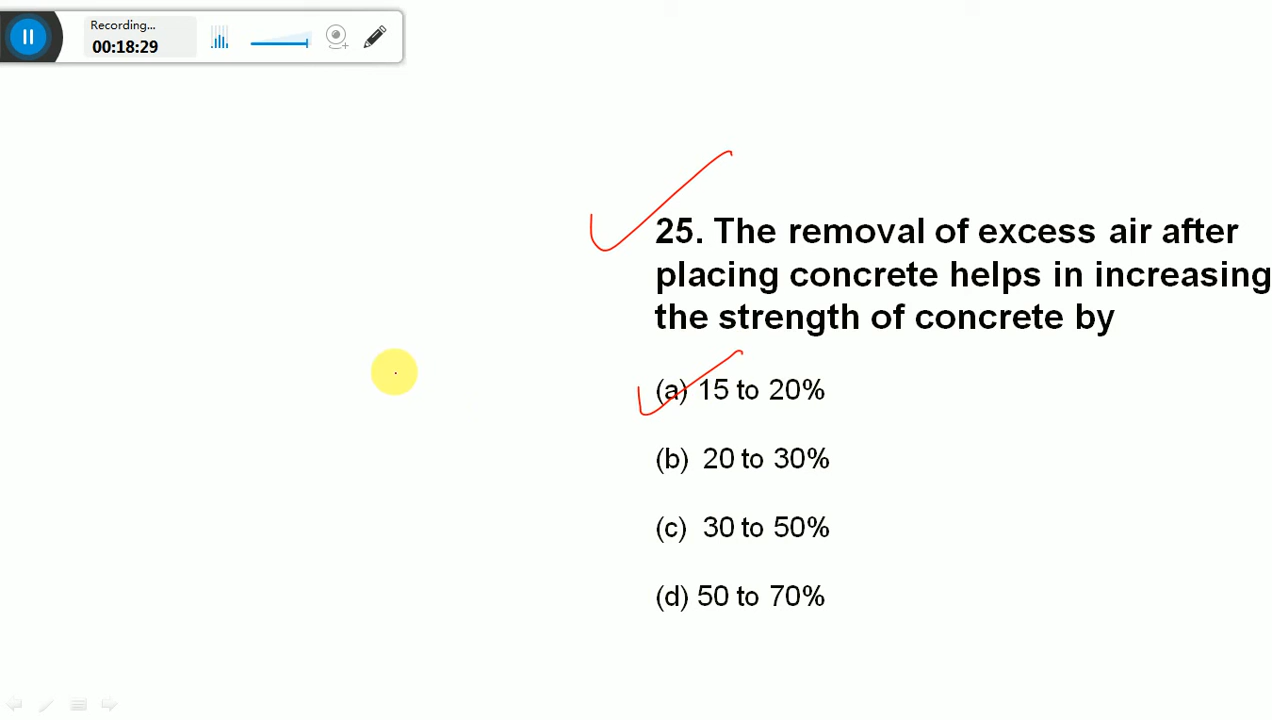 Recording...
00:18:29
25. The removal of excess air after
placing concrete helps in increasing
the strength of concrete by
(a) 15 to 20%
(b) 20 to 30%
(c) 30 to 50%
(d) 50 to 70%